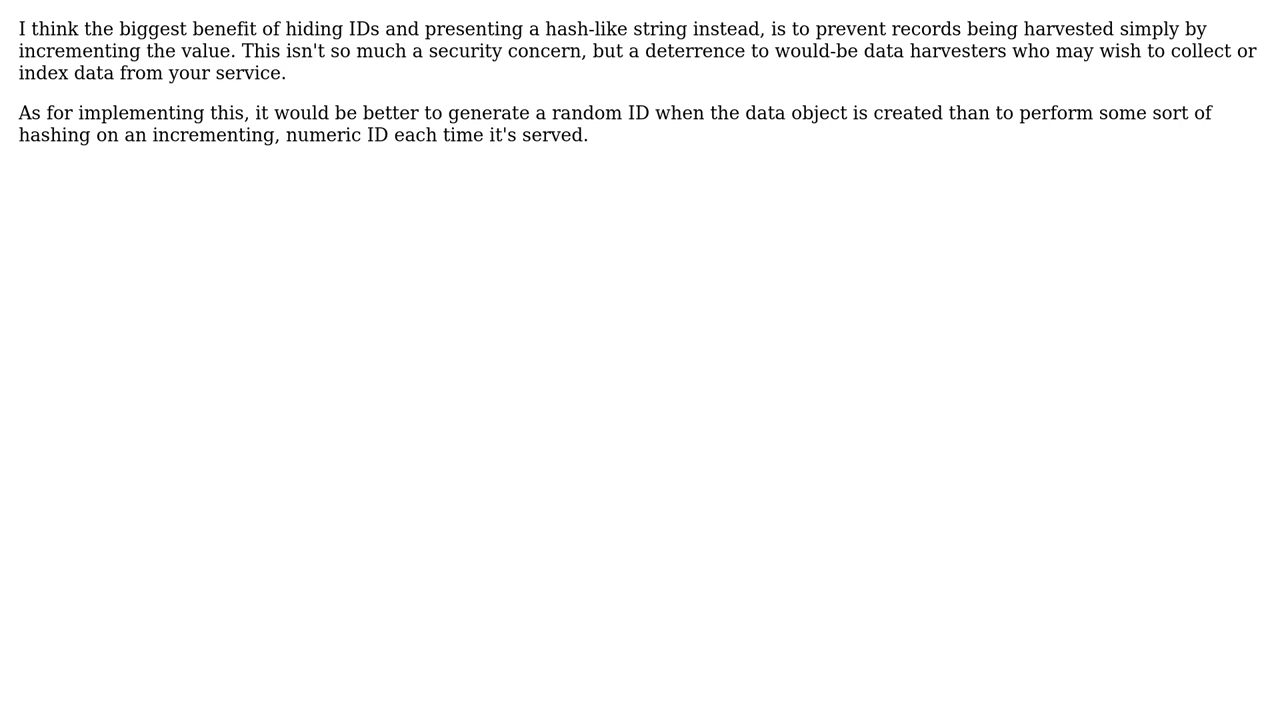 I think the biggest benefit of hiding IDs and presenting a hash-like string instead, is to prevent records being harvested simply by
incrementing the value. This isn't so much a security concern, but a deterrence to would-be data harvesters who may wish to collect or
index data from your service.
As for implementing this, it would be better to generate a random ID when the data object is created than to perform some sort of
hashing on an incrementing, numeric ID each time it's served.